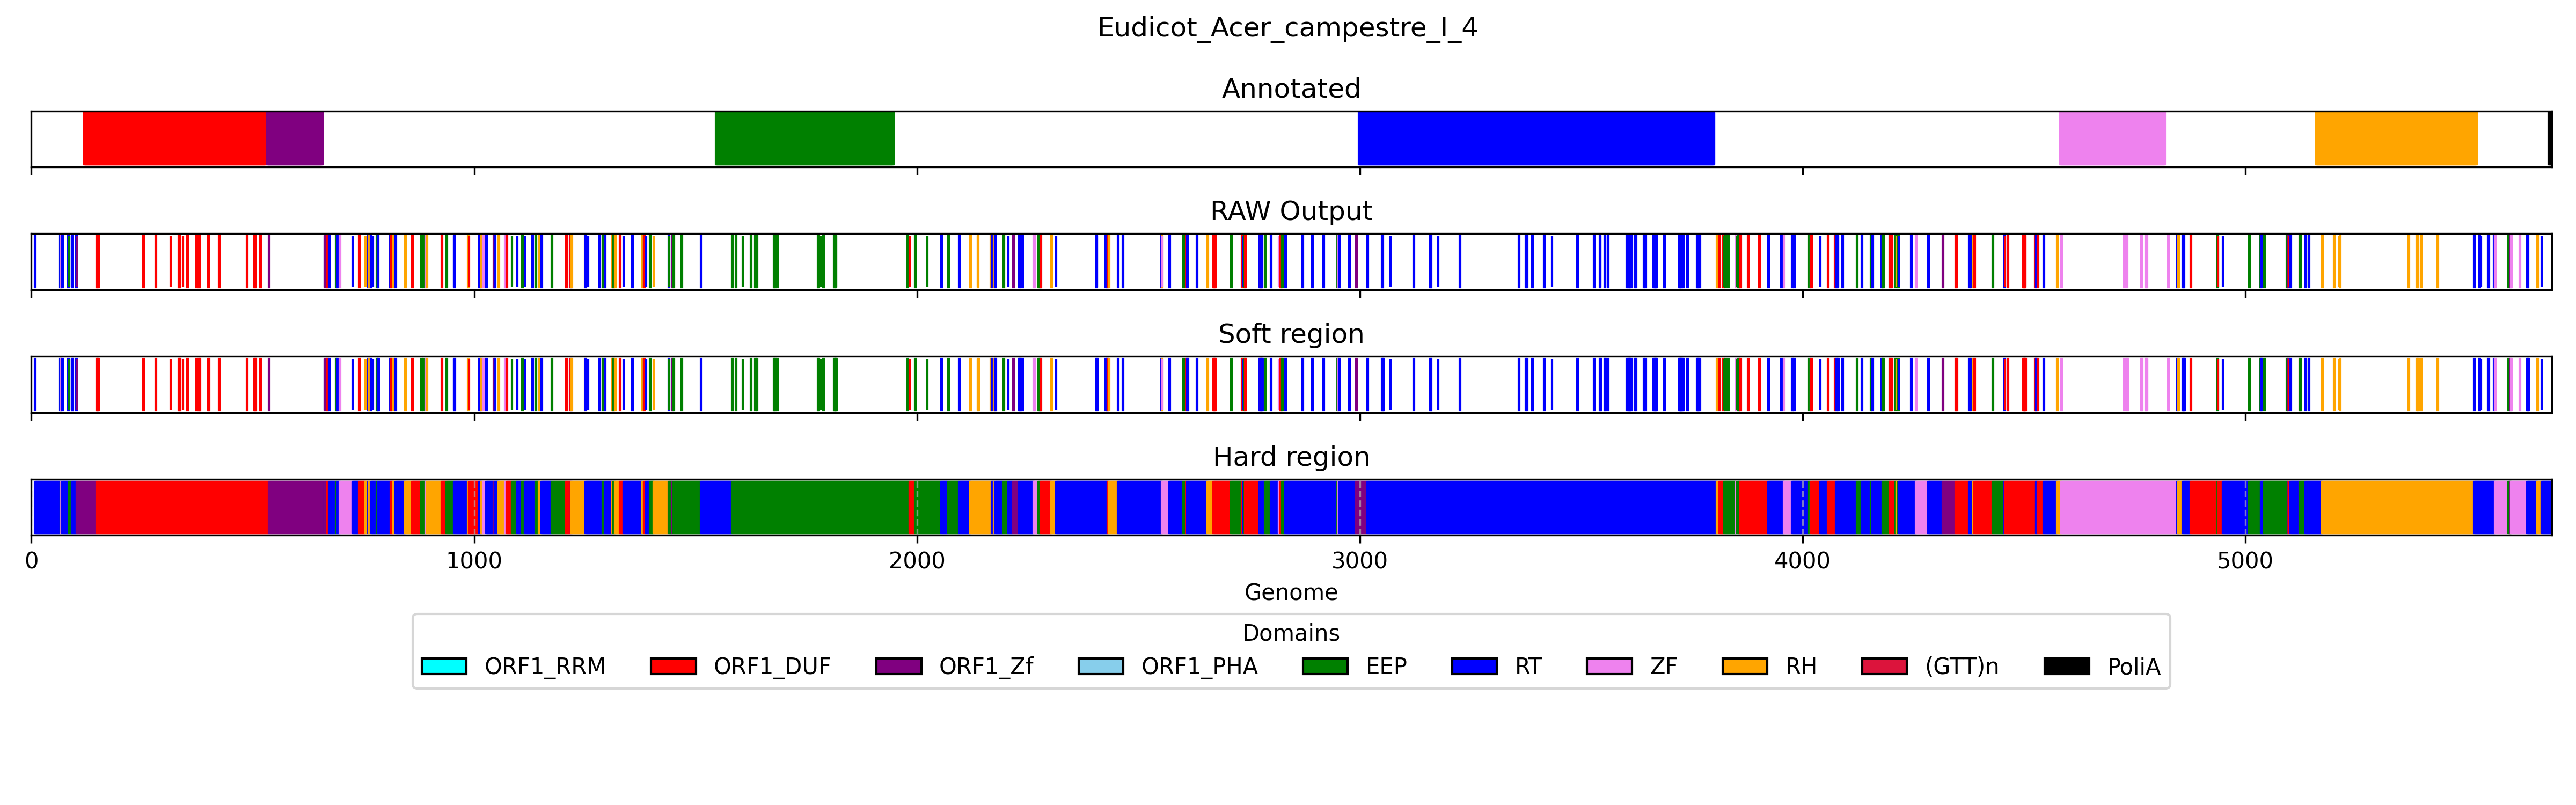 Eudicot_Acer_campestre_I_4
Annotated
RAW Output
Soft region
Hard region
0 1000 2000 3000 4000 5000
Genome
Domains
ORF1_RRM ORF1_DUF ORF1_Zf ORF1_PHA EEP RT ZF RH (GTT)n PoliA